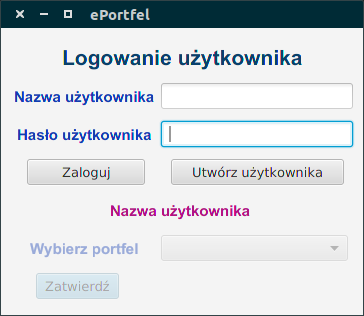 ePortfel
Logowanie użytkownika
Nazwa użytkownika
Hasło użytkownika
Zaloguj
Utwórz użytkownika
Nazwa użytkownika
Wybierz portfel
Zatwierdź